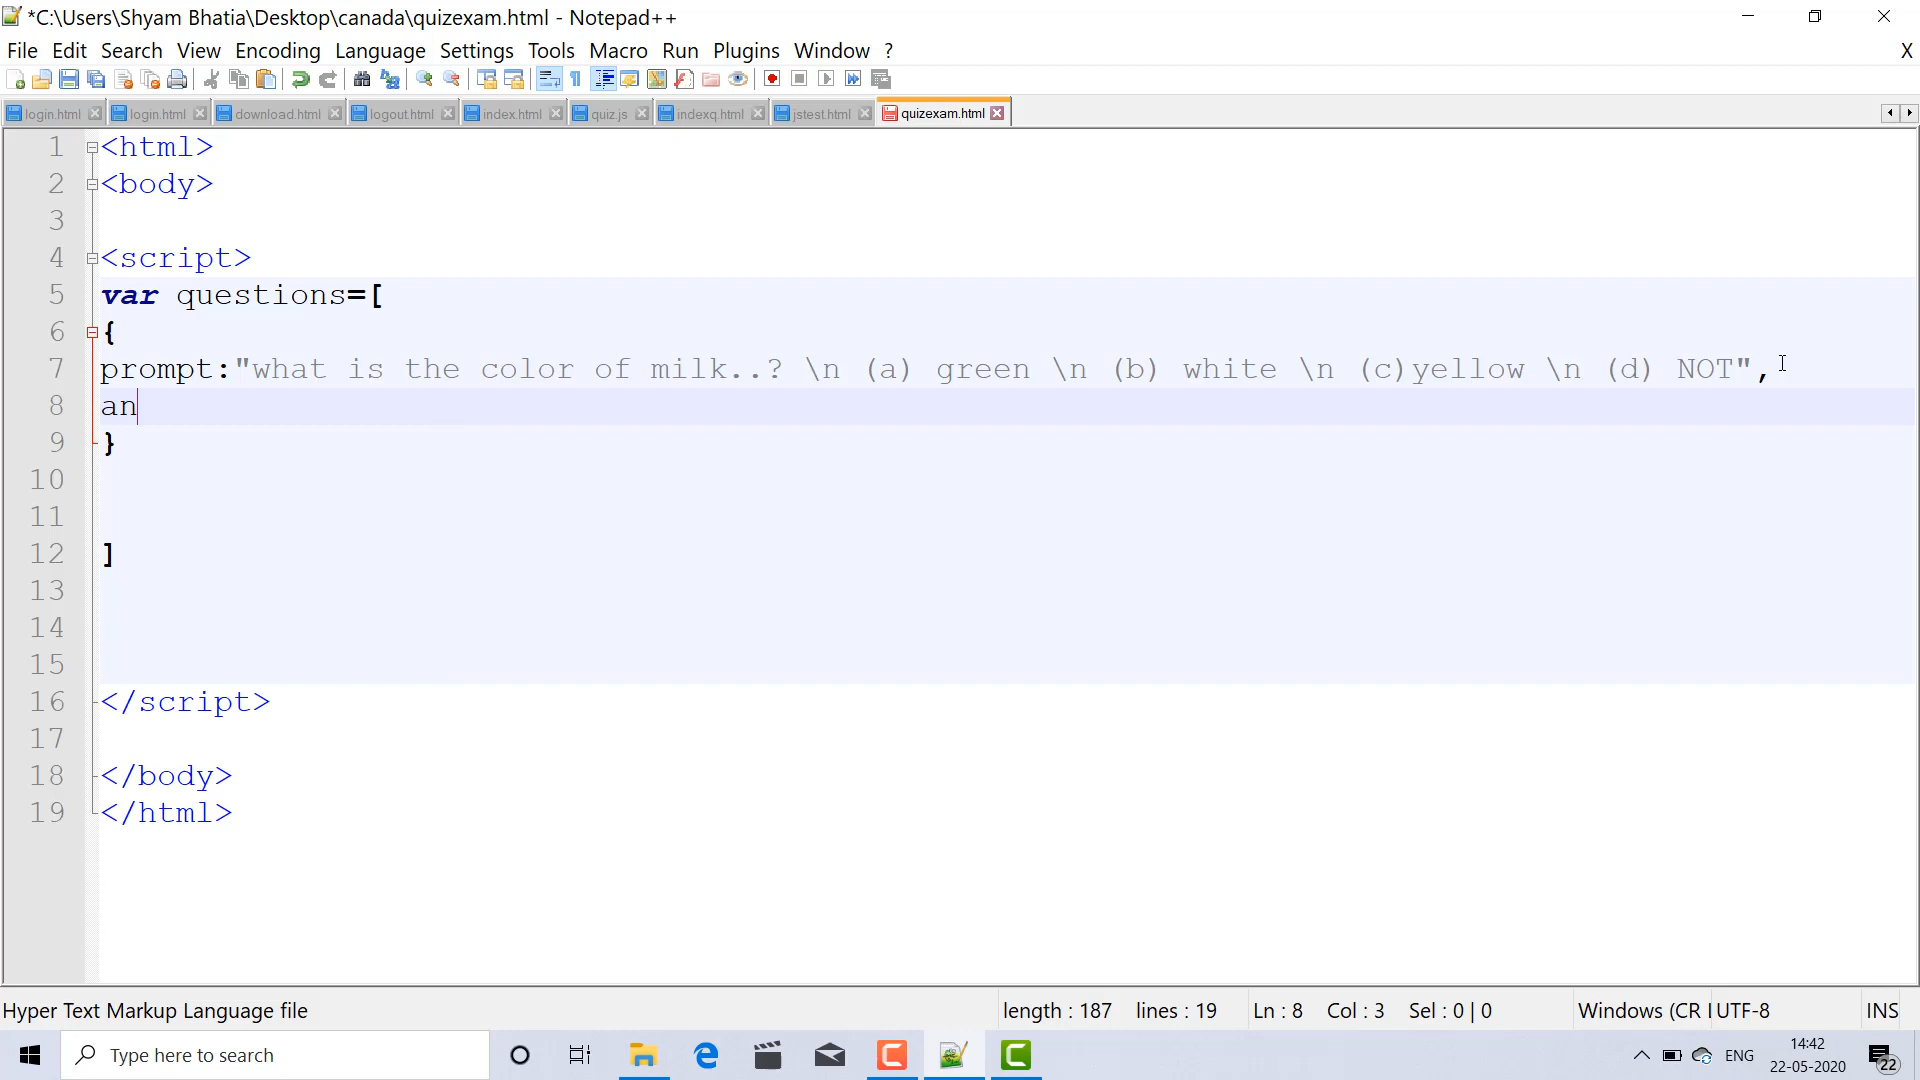 *C:\Users\Shyam Bhatia\Desktop\canada\quizexam.html - Notepad++
File Edit Search View Encoding Language Settings Tools Macro Run Plugins Window ? X
login.html login.html download.html logout.html index.html quiz.js indexq.html jstest.html quizexam.html
1 <html>
2 <body>
3
4 <script>
5 var questions=[
6 {
7 prompt:"what is the color of milk..? \n (a) green \n (b) white \n (c)yellow \n (d) NOT",
8 an
9 }
10
11
12 ]
13
14
15
16 </script>
17
18 </body>
19 </html>
Hyper Text Markup Language file length : 187 lines : 19 Ln : 8 Col : 3 Sel : 0 | 0 Windows (CR UTF-8 INS
Type here to search ENG 14:42
22-05-2020 22